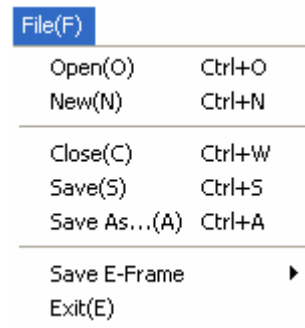 File(F)
Open(O) Ctrl+O
New(N) Ctrl+N
Close(C) Ctrl+W
Save(S) Ctrl+S
Save As...(A) Ctrl+A
Save E-Frame
Exit(E)